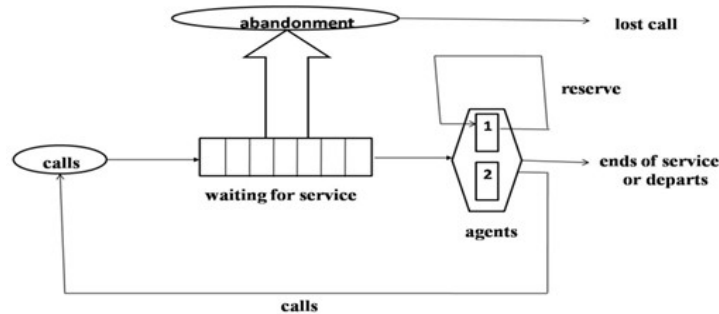 abandonment
lost call
reserve
1
calls
ends of service
or departs
2
waiting for service
agents
calls